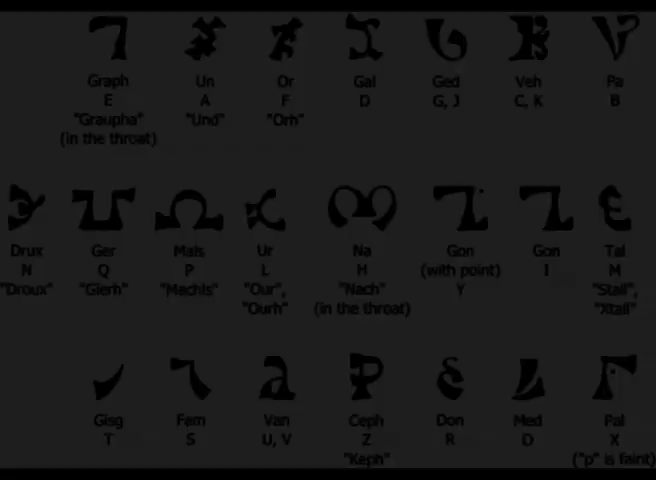 Graph Un Or Gal Ged Veh Pa
E A F D G, J C, K B
"Graupha" "Und" "Orh"
(in the throat)
Drux Ger Mals Ur Na Gon Gon Tal
N Q P L H (with point) I M
"Droux" "Gierh" "Machls" "Our", "Nach" Y "Stall",
"Ourh" (in the throat) "Xtall"
Gisg Fam Van Ceph Don Med Pal
T S U, V Z R O X
"Keph" ("p" is faint)